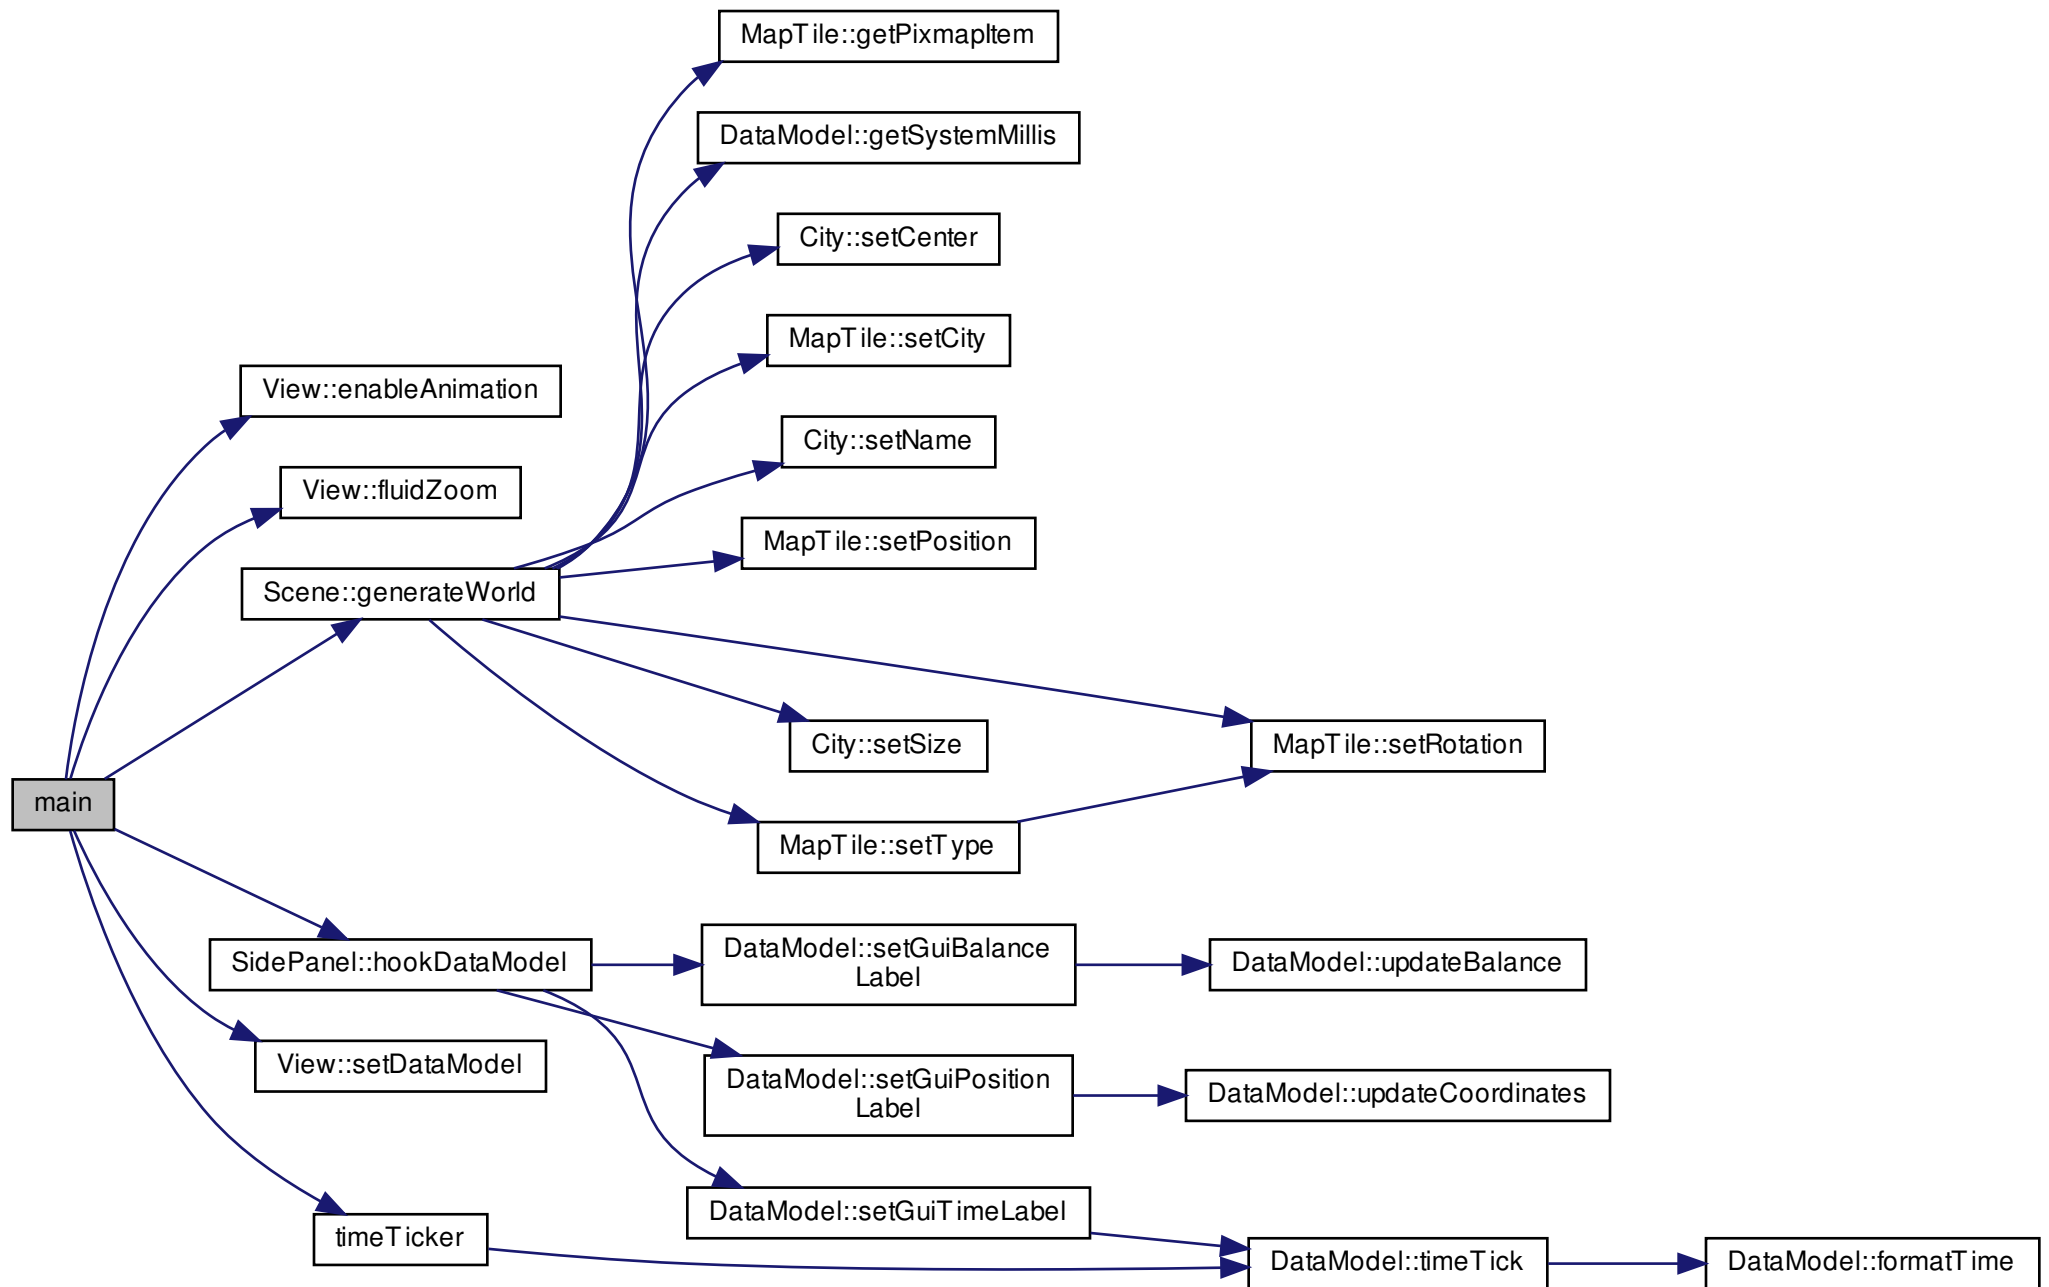 MapTile::getPixmapItem
DataModel::getSystemMillis
City::setCenter
MapTile::setCity
View::enableAnimation
City::setName
View::fluidZoom
MapTile::setPosition
Scene::generateWorld
City::setSize
MapTile::setRotation
main
MapTile::setType
SidePanel::hookDataModel
DataModel::setGuiBalance
Label
DataModel::updateBalance
View::setDataModel
DataModel::setGuiPosition
Label
DataModel::updateCoordinates
DataModel::setGuiTimeLabel
timeTicker
DataModel::timeTick
DataModel::formatTime